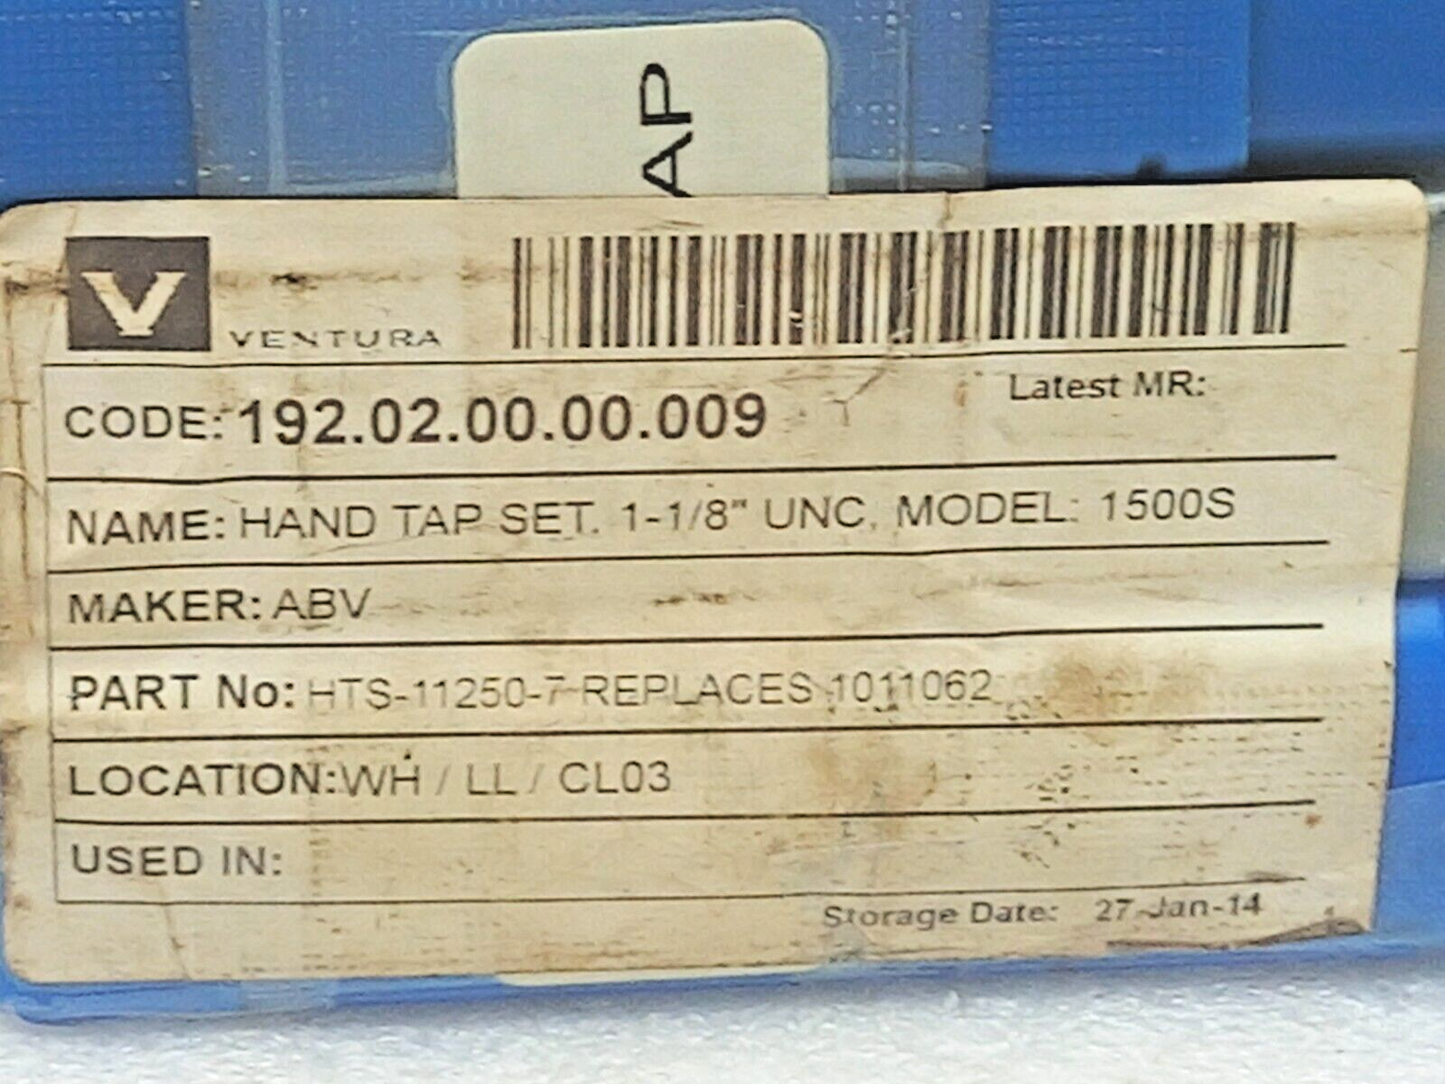 AP
V
VENTURA
Latest MR:
CODE: 192.02.00.00.009
NAME: HAND TAP SET. 1-1/8" UNC, MODEL: 1500S
MAKER: ABV
PART No: HTS-11250-7 REPLACES 1011062
LOCATION: WH / LL / CL03
USED IN:
Storage Date: 27-Jan-14